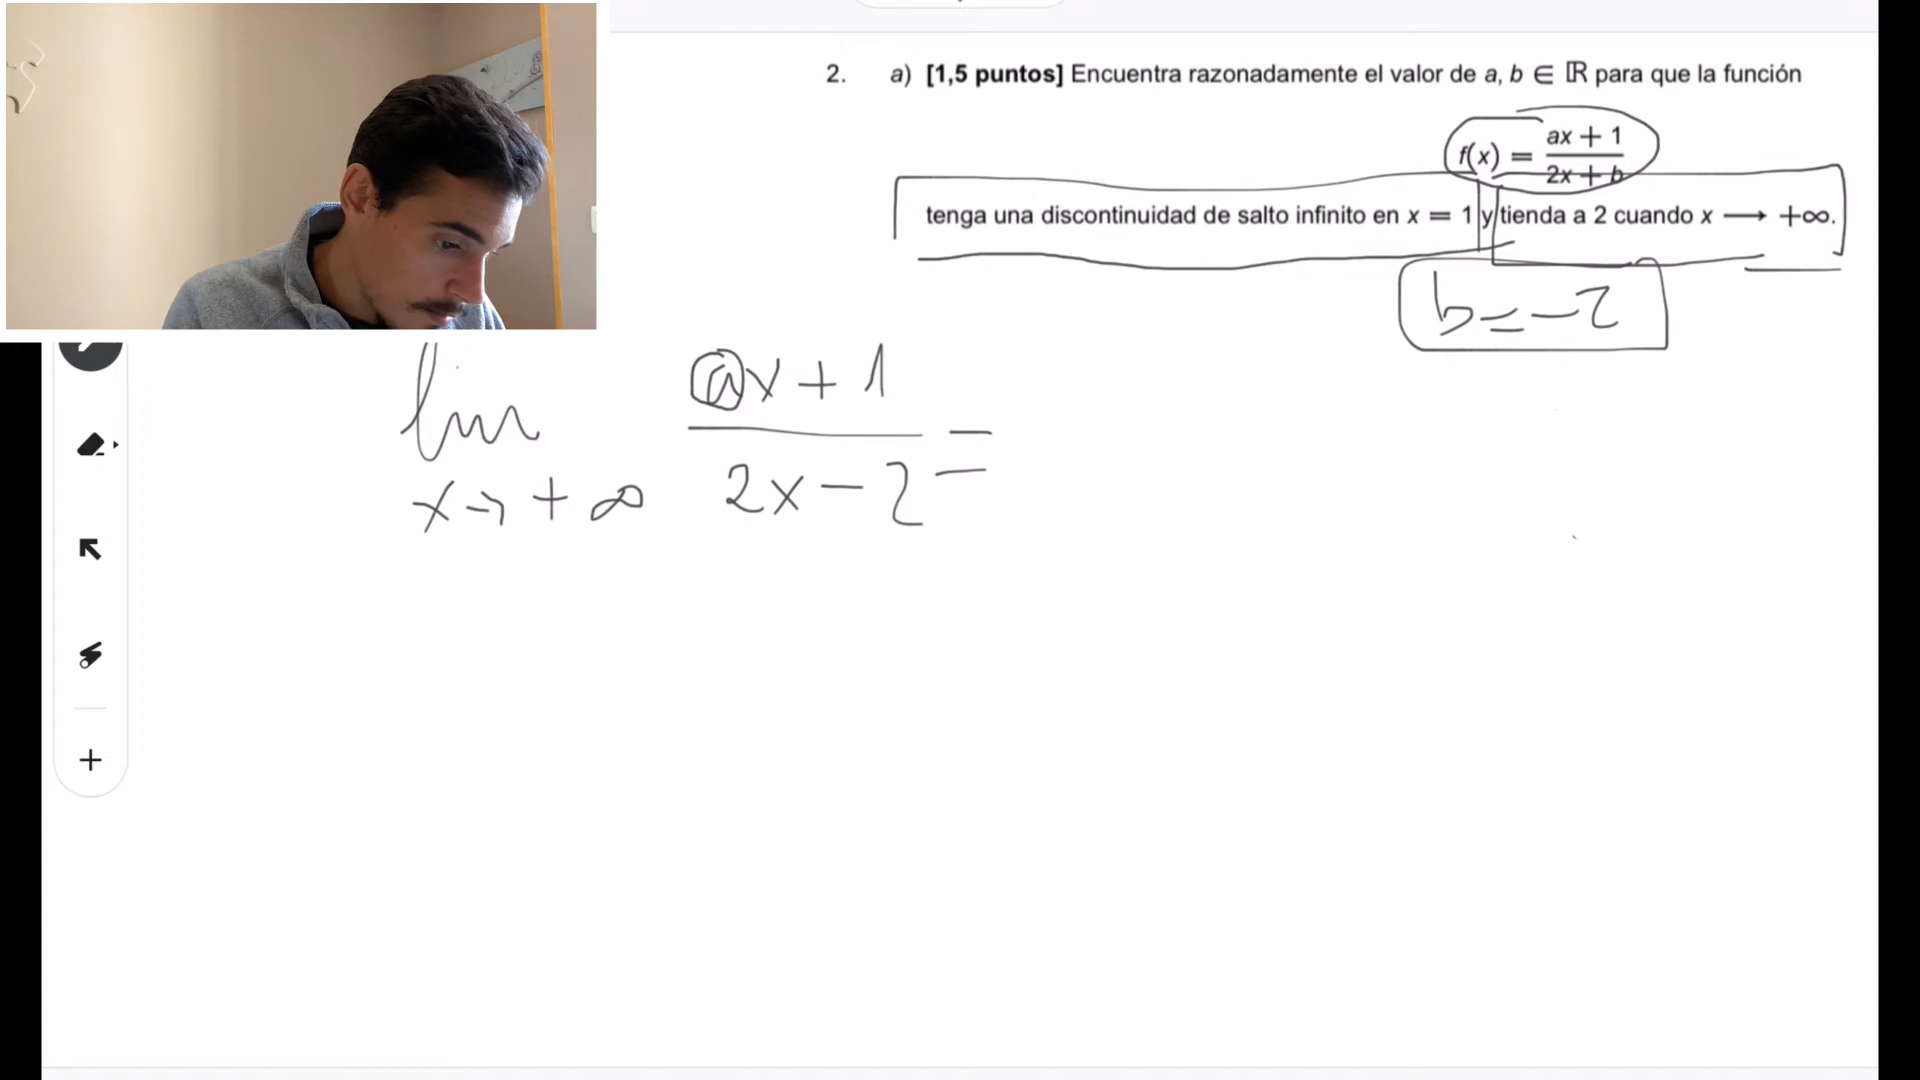 2. a) [1,5 puntos] Encuentra razonadamente el valor de a, b ∈ ℝ para que la función
f(x) = (ax + 1)/(2x + b)
tenga una discontinuidad de salto infinito en x = 1 y tienda a 2 cuando x ⟶ +∞.
b = -2
lim x→+∞ (ax + 1)/(2x - 2) =